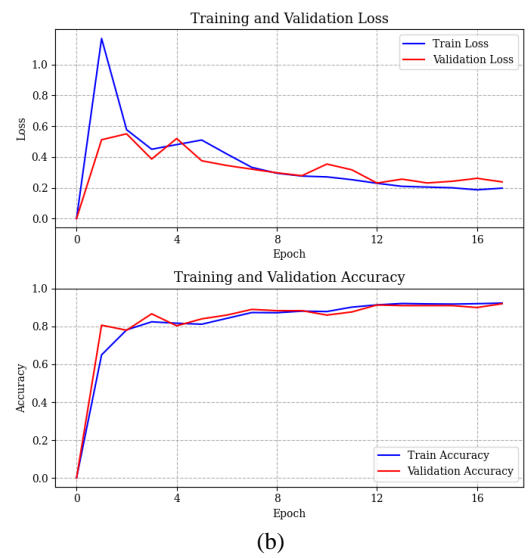 Training and Validation Loss
Train Loss
Validation Loss
Loss
1.0
0.8
0.6
0.4
0.2
0.0
0 4 8 12 16
Epoch
Training and Validation Accuracy
Accuracy
1.0
0.8
0.6
0.4
0.2
0.0
Train Accuracy
Validation Accuracy
0 4 8 12 16
Epoch
(b)